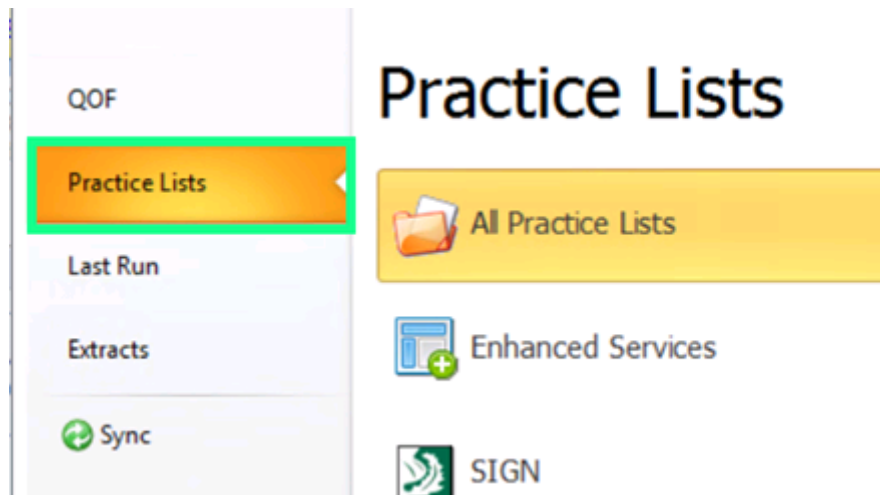 QOF
Practice Lists
Last Run
Extracts
Sync
Practice Lists
All Practice Lists
Enhanced Services
SIGN